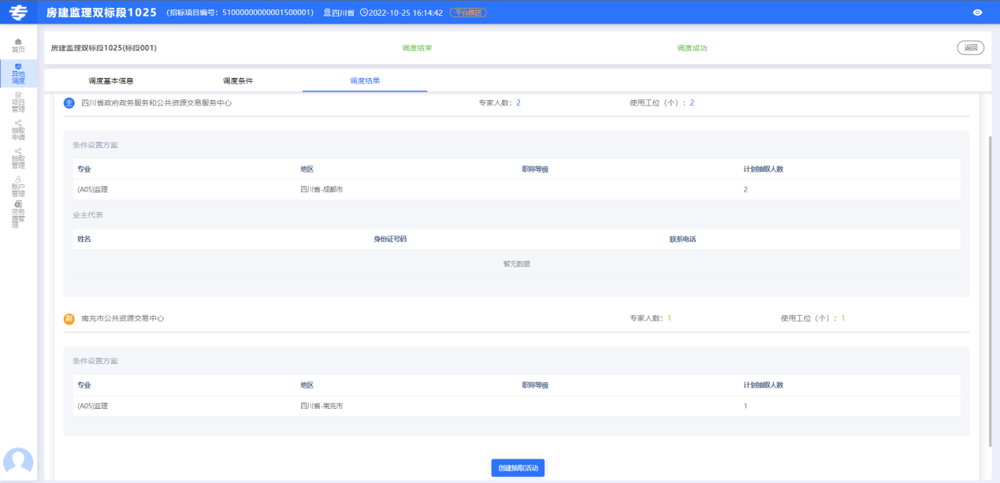 专 房建监理双标段1025 (招标项目编号：51000000000001500001) 四川省 2022-10-25 16:14:42 平台推送
首页
异地
调度
项目
管理
抽取
申请
抽取
管理
账户
管理
劳务
费管
理
房建监理双标段1025(标段001) 调度结束 调度成功 返回
调度基本信息 调度条件 调度结果
主 四川省政府政务服务和公共资源交易服务中心 专家人数：2 使用工位（个）：2
条件设置方案
专业 地区 职称等级 计划抽取人数
(A05)监理 四川省-成都市 2
业主代表
姓名 身份证号码 联系电话
暂无数据
副 南充市公共资源交易中心 专家人数：1 使用工位（个）：1
条件设置方案
专业 地区 职称等级 计划抽取人数
(A05)监理 四川省-南充市 1
创建抽取活动